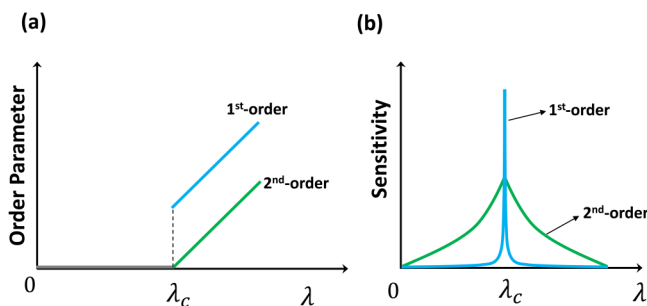 (a)
Order Parameter
1st-order
2nd-order
0
λc
λ
(b)
Sensitivity
1st-order
2nd-order
0
λc
λ